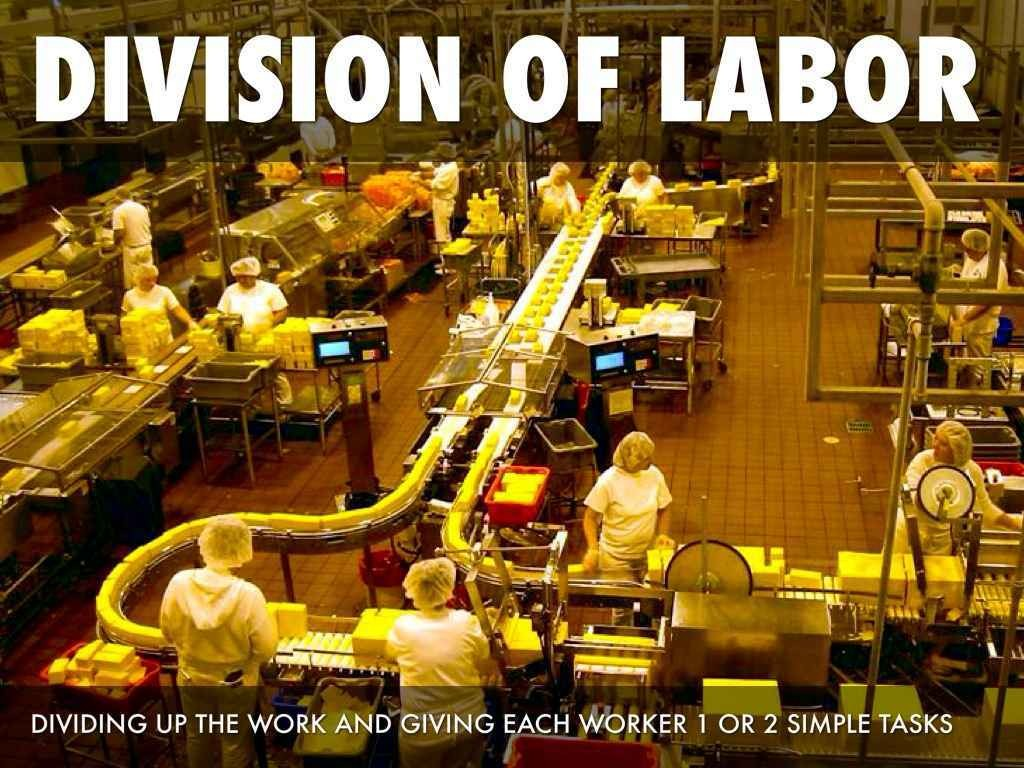 DIVISION OF LABOR
DIVIDING UP THE WORK AND GIVING EACH WORKER 1 OR 2 SIMPLE TASKS